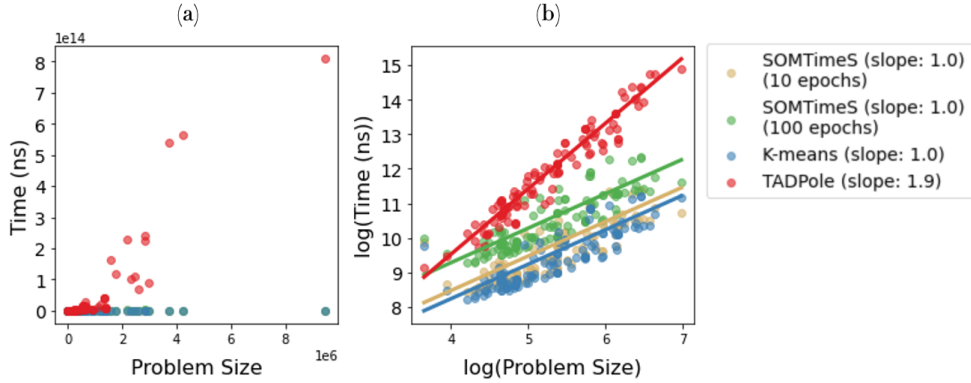 (a)
1e14
8
7
6
5
4
3
2
1
0
Time (ns)
0 2 4 6 8
1e6
Problem Size
(b)
15
14
13
12
11
10
9
8
log(Time (ns))
4 5 6 7
log(Problem Size)
SOMTimeS (slope: 1.0)
(10 epochs)
SOMTimeS (slope: 1.0)
(100 epochs)
K-means (slope: 1.0)
TADPole (slope: 1.9)